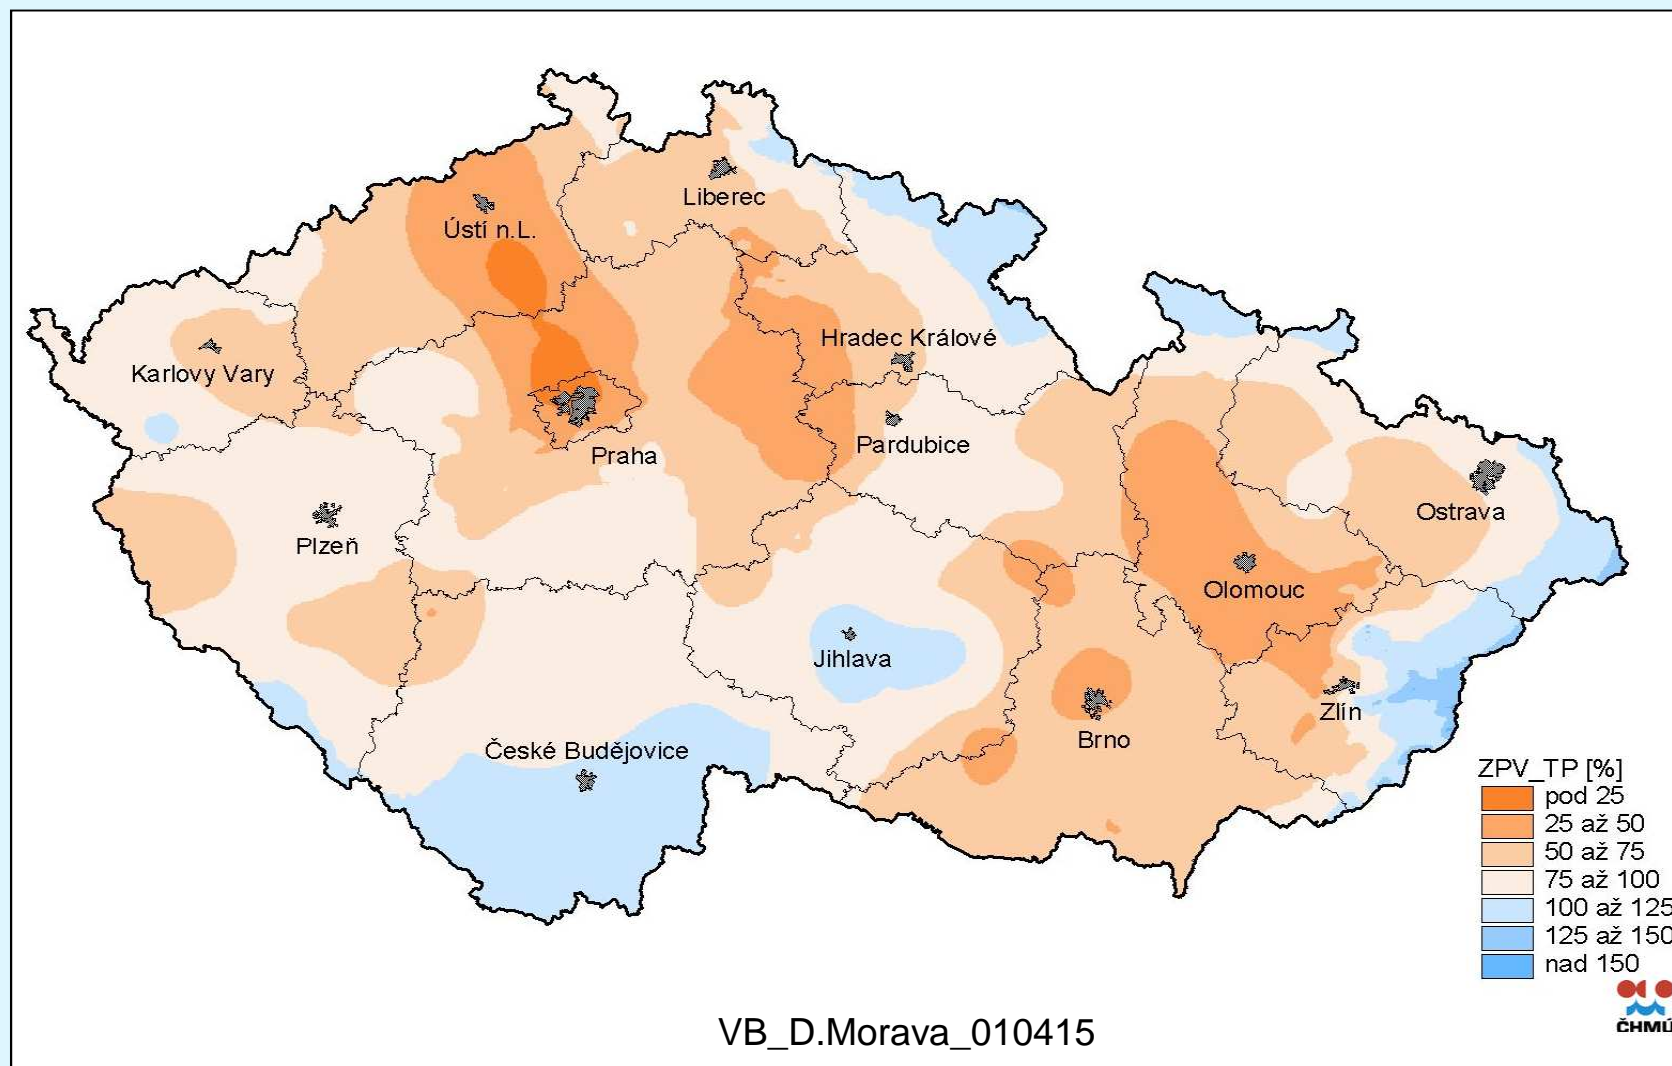 Liberec
Ústí n.L.
Hradec Králové
Karlovy Vary
Pardubice
Praha
Ostrava
Plzeň
Olomouc
Jihlava
Zlín
Brno
České Budějovice
ZPV_TP [%]
pod 25
25 až 50
50 až 75
75 až 100
100 až 125
125 až 150
nad 150
ČHMÚ
VB_D.Morava_010415